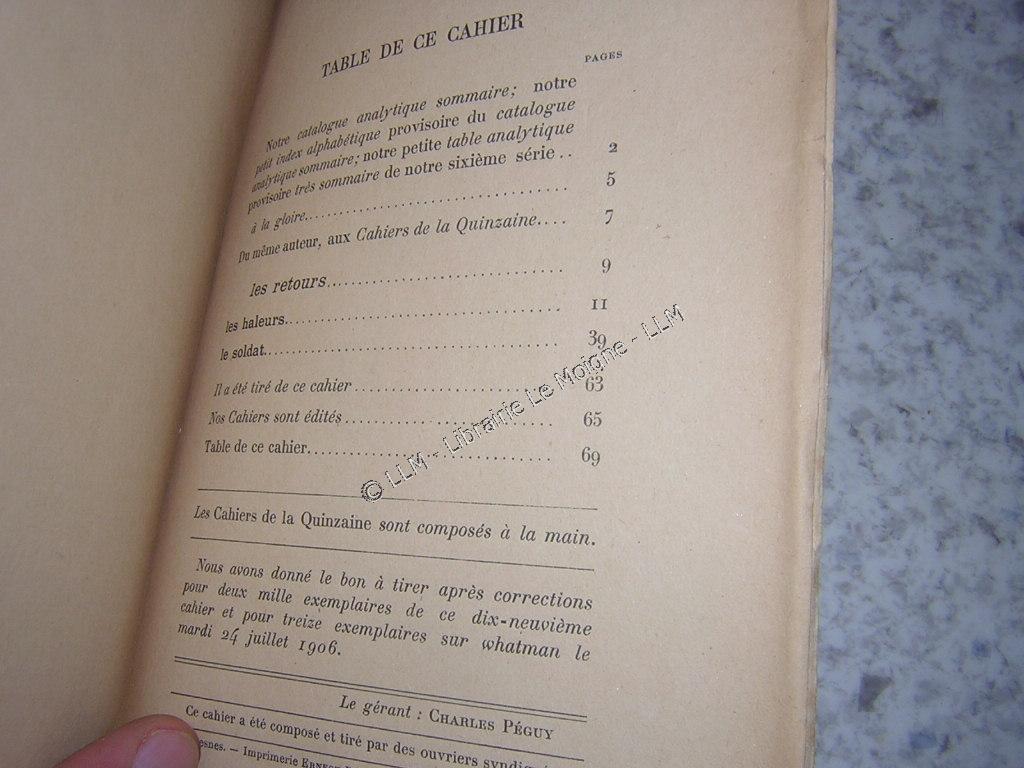 TABLE DE CE CAHIER
PAGES
Notre catalogue analytique sommaire; notre
petit index alphabétique provisoire du catalogue
analytique sommaire; notre petite table analytique
provisoire très sommaire de notre sixième série.. 2
à la gloire............................ 5
Du même auteur, aux Cahiers de la Quinzaine.... 7
les retours............................ 9
les haleurs............................ 11
le soldat............................ 39
Il a été tiré de ce cahier.................... 63
Nos Cahiers sont édités.................... 65
Table de ce cahier........................ 69
© LLM - Librairie Le Moigne - LLM
Les Cahiers de la Quinzaine sont composés à la main.
Nous avons donné le bon à tirer après corrections
pour deux mille exemplaires de ce dix-neuvième
cahier et pour treize exemplaires sur whatman le
mardi 24 juillet 1906.
Le gérant : CHARLES PÉGUY
Ce cahier a été composé et tiré par des ouvriers
— Imprimerie